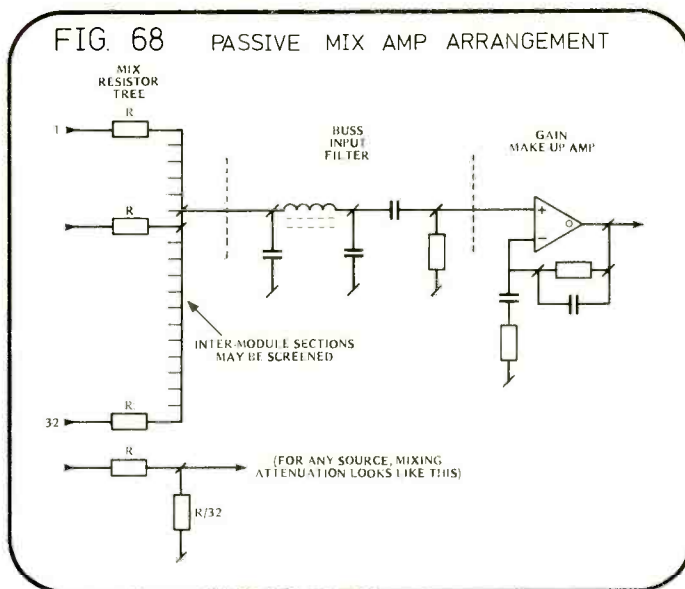 FIG. 68 PASSIVE MIX AMP ARRANGEMENT
MIX
RESISTOR
TREE
R
1
BUSS
INPUT
FILTER
GAIN
MAKE-UP AMP
R
+
−
INTER-MODULE SECTIONS
MAY BE SCREENED
R
32
R
(FOR ANY SOURCE, MIXING
ATTENUATION LOOKS LIKE THIS)
R/32